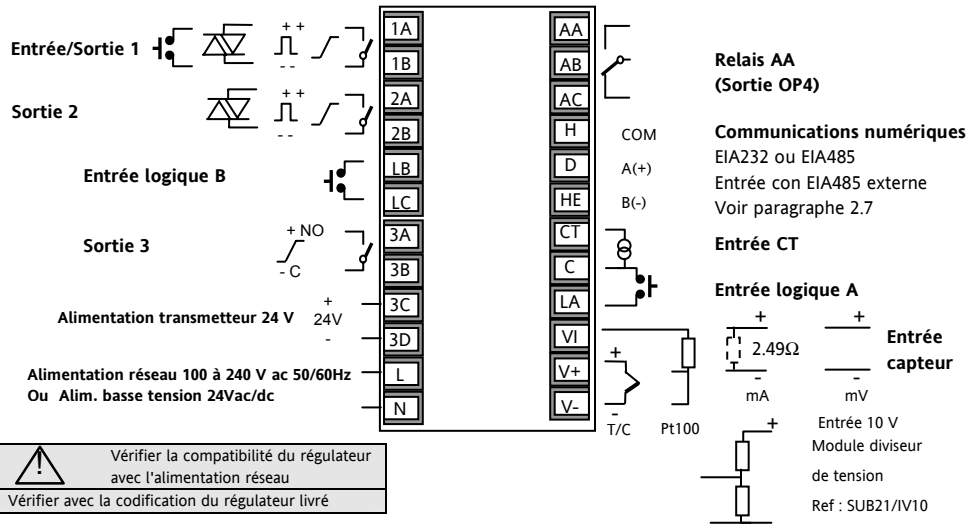 Entrée/Sortie 1
+ +
- -
1A
1B
Sortie 2
+ +
- -
2A
2B
Entrée logique B
LB
LC
Sortie 3
+ NO
- C
3A
3B
Alimentation transmetteur 24 V
+
24V
-
3C
3D
Alimentation réseau 100 à 240 V ac 50/60Hz
Ou Alim. basse tension 24Vac/dc
L
N
!
Vérifier la compatibilité du régulateur
avec l'alimentation réseau
Vérifier avec la codification du régulateur livré
AA
AB
AC
Relais AA
(Sortie OP4)
H
D
HE
COM
A(+)
B(-)
Communications numériques
EIA232 ou EIA485
Entrée con EIA485 externe
Voir paragraphe 2.7
CT
C
LA
Entrée CT
Entrée logique A
VI
V+
V-
+
-
T/C
Pt100
+
2.49Ω
-
mA
+
-
mV
Entrée
capteur
+
Entrée 10 V
Module diviseur
de tension
Ref : SUB21/IV10